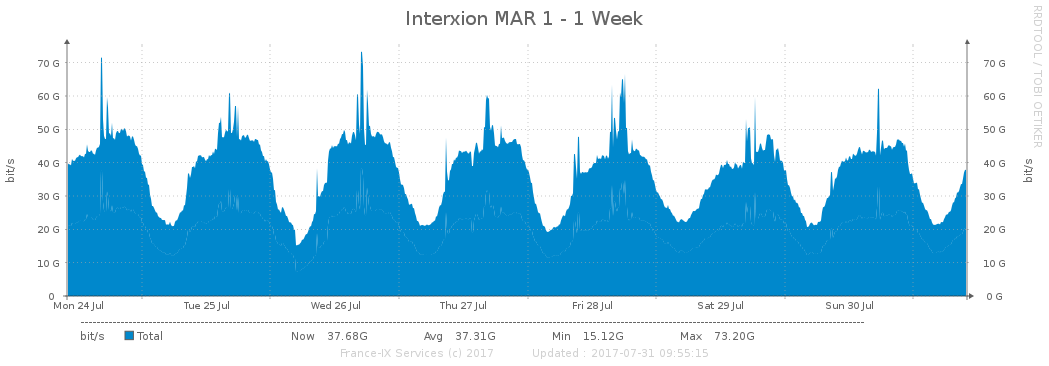 Interxion MAR 1 - 1 Week
RRDTOOL / TOBI OETIKER
bit/s
70 G 70 G
60 G 60 G
50 G 50 G
40 G 40 G
30 G 30 G
20 G 20 G
10 G 10 G
0 0 G
bit/s
Mon 24 Jul Tue 25 Jul Wed 26 Jul Thu 27 Jul Fri 28 Jul Sat 29 Jul Sun 30 Jul
bit/s Total Now 37.68G Avg 37.31G Min 15.12G Max 73.20G
France-IX Services (c) 2017 Updated : 2017-07-31 09:55:15